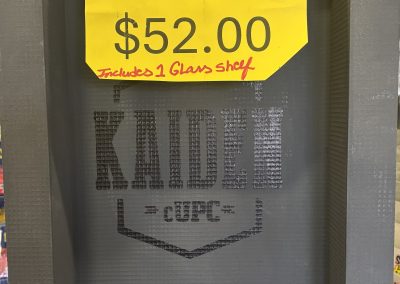 $52.00
Includes 1 Glass shelf
KAIDEN
cUPC